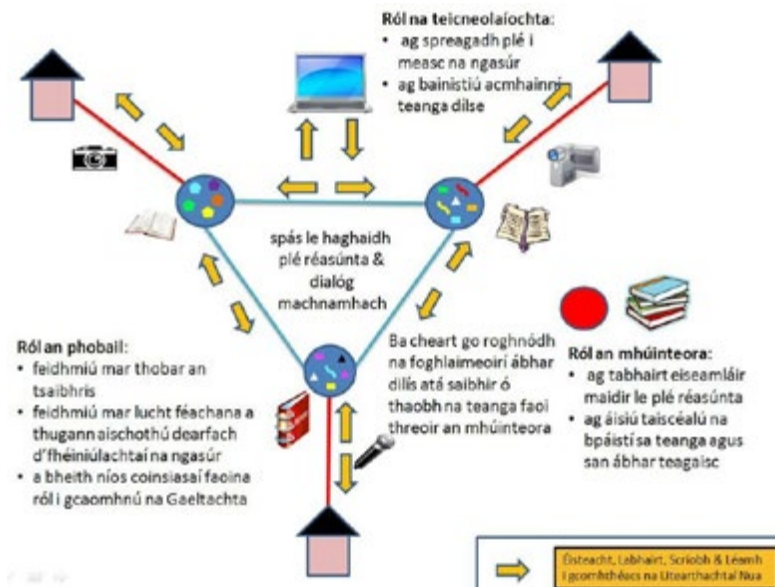 Ról na teicneolaíochta:
• ag spreagadh plé i
measc na ngasúr
• ag bainistiú acmhainní
teanga dílse
spás le haghaidh
plé réasúnta &
dialóg
machnamhach
Ról an phobail:
• feidhmiú mar thobar an
tsaibhris
• feidhmiú mar lucht féachana a
thugann aischothú dearfach
d'fhéiniúlachtaí na ngasúr
• a bheith níos coinsiasaí faoina
ról i gcaomhnú na Gaeltachta
Ba cheart go roghnódh
na foghlaimeoirí ábhar
dílis atá saibhir ó
thaobh na teanga faoi
threoir an mhúinteora
Ról an mhúinteora:
• ag tabhairt eiseamláir
maidir le plé réasúnta
• ag áisiú taiscéalú na
bpáistí sa teanga agus
san ábhar teagaisc
Éisteacht, Labhairt, Scríobh & Léamh
i gcomhthéacs na Litearthachtaí Nua